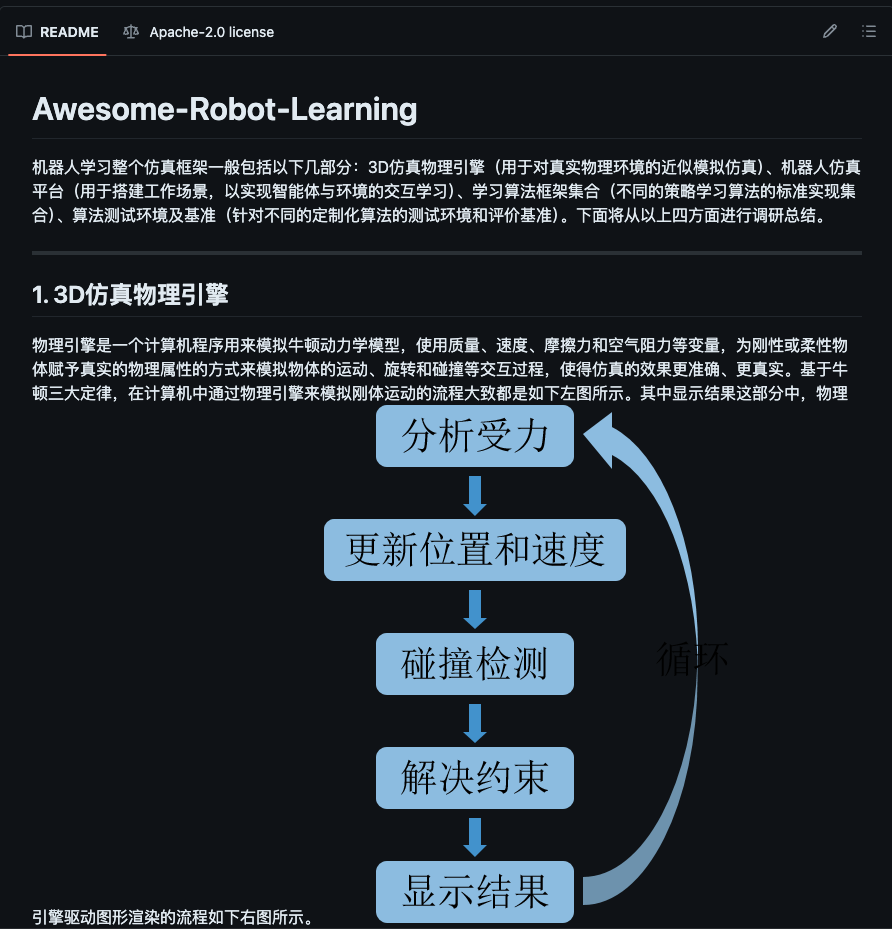 README
Apache-2.0 license
Awesome-Robot-Learning
机器人学习整个仿真框架一般包括以下几部分：3D仿真物理引擎（用于对真实物理环境的近似模拟仿真）、机器人仿真
平台（用于搭建工作场景，以实现智能体与环境的交互学习）、学习算法框架集合（不同的策略学习算法的标准实现集
合）、算法测试环境及基准（针对不同的定制化算法的测试环境和评价基准）。下面将从以上四方面进行调研总结。
1. 3D仿真物理引擎
物理引擎是一个计算机程序用来模拟牛顿动力学模型，使用质量、速度、摩擦力和空气阻力等变量，为刚性或柔性物
体赋予真实的物理属性的方式来模拟物体的运动、旋转和碰撞等交互过程，使得仿真的效果更准确、更真实。基于牛
顿三大定律，在计算机中通过物理引擎来模拟刚体运动的流程大致都是如下左图所示。其中显示结果这部分中，物理
分析受力
更新位置和速度
碰撞检测
循环
解决约束
显示结果
引擎驱动图形渲染的流程如下右图所示。